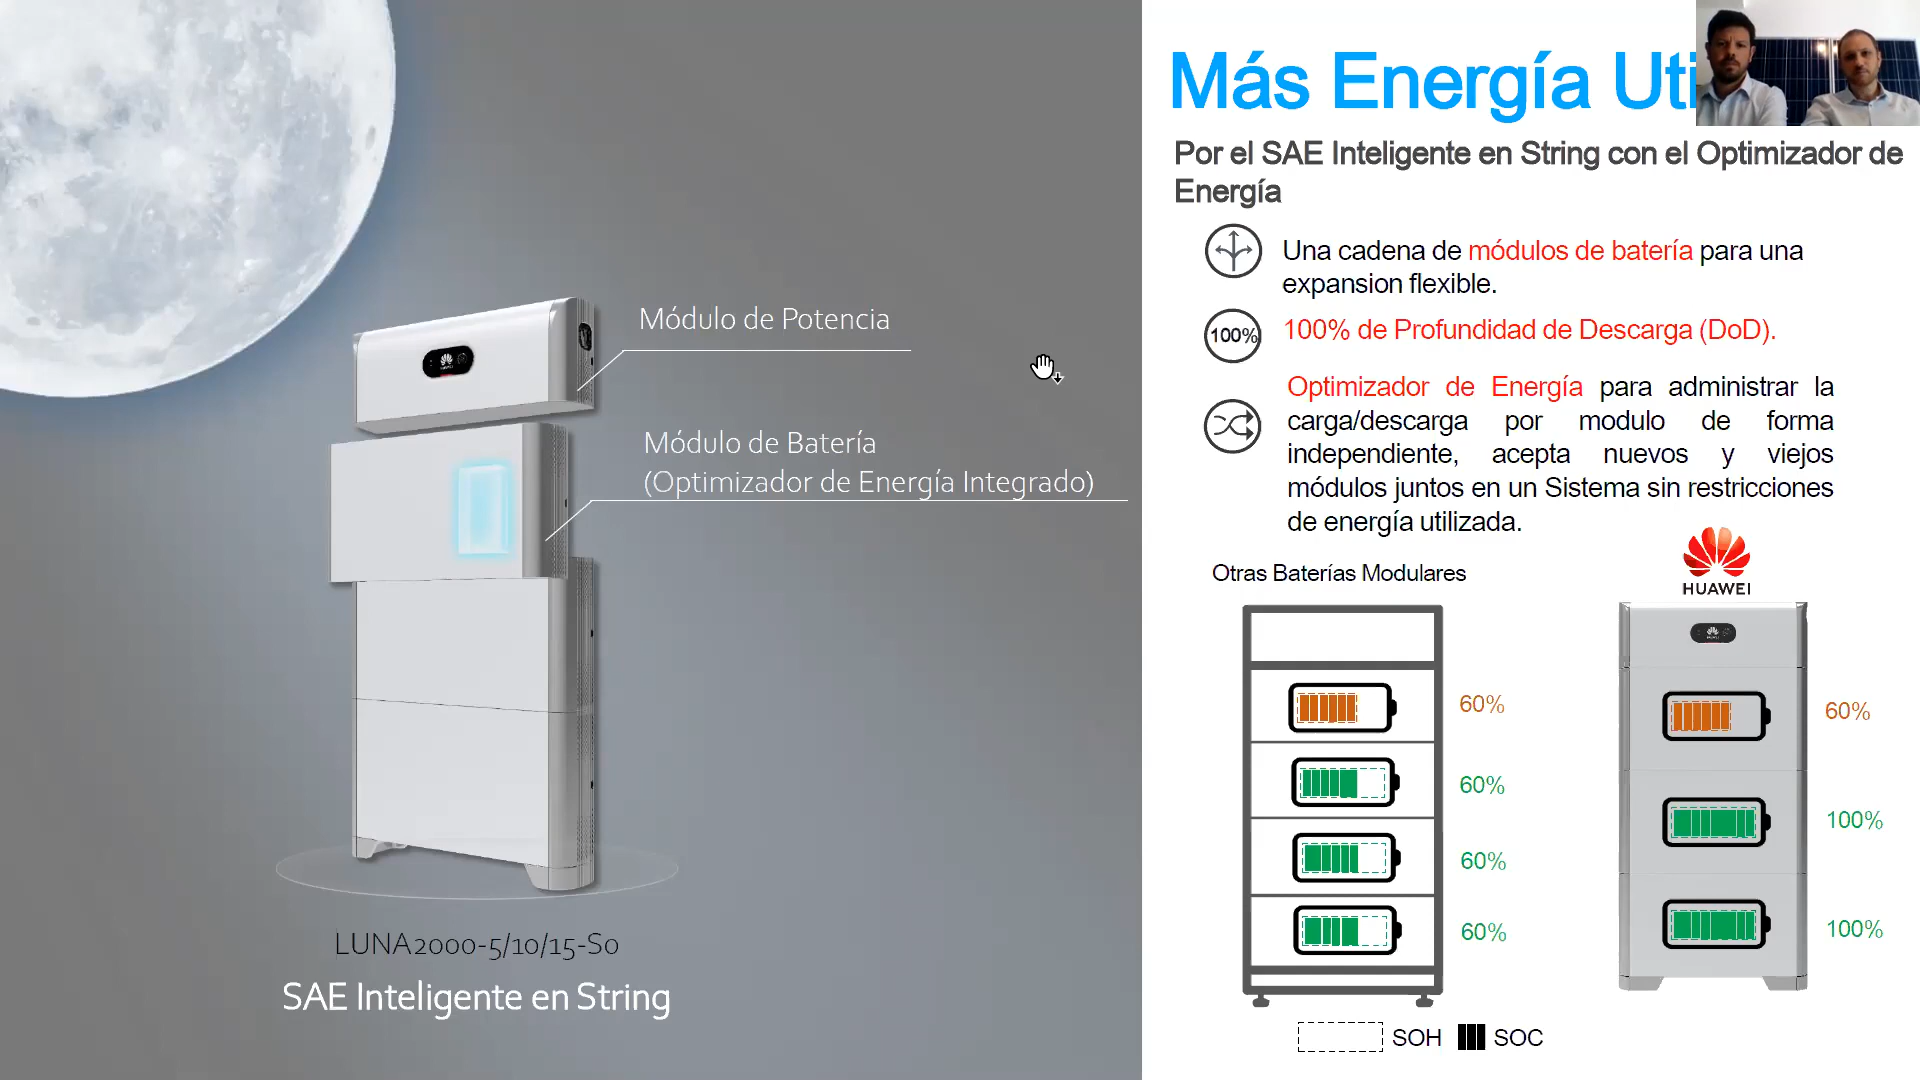 Más Energía Uti
Por el SAE Inteligente en String con el Optimizador de
Energía
Una cadena de módulos de batería para una
expansion flexible.
100%
100% de Profundidad de Descarga (DoD).
Optimizador de Energía para administrar la
carga/descarga por modulo de forma
independiente, acepta nuevos y viejos
módulos juntos en un Sistema sin restricciones
de energía utilizada.
Módulo de Potencia
Módulo de Batería
(Optimizador de Energía Integrado)
LUNA2000-5/10/15-S0
SAE Inteligente en String
Otras Baterías Modulares
HUAWEI
60%
60%
60%
60%
60%
100%
100%
SOH
SOC